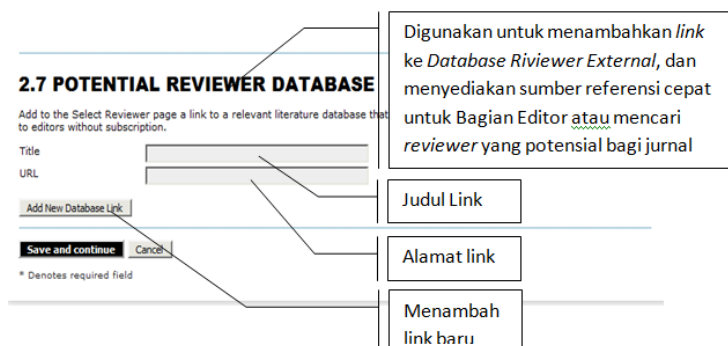 Digunakan untuk menambahkan link
ke Database Riviewer External, dan
menyediakan sumber referensi cepat
untuk Bagian Editor atau mencari
reviewer yang potensial bagi jurnal
2.7 POTENTIAL REVIEWER DATABASE
Add to the Select Reviewer page a link to a relevant literature database that
to editors without subscription.
Title
URL
Judul Link
Add New Database Link
Alamat link
Save and continue Cancel
* Denotes required field
Menambah
link baru